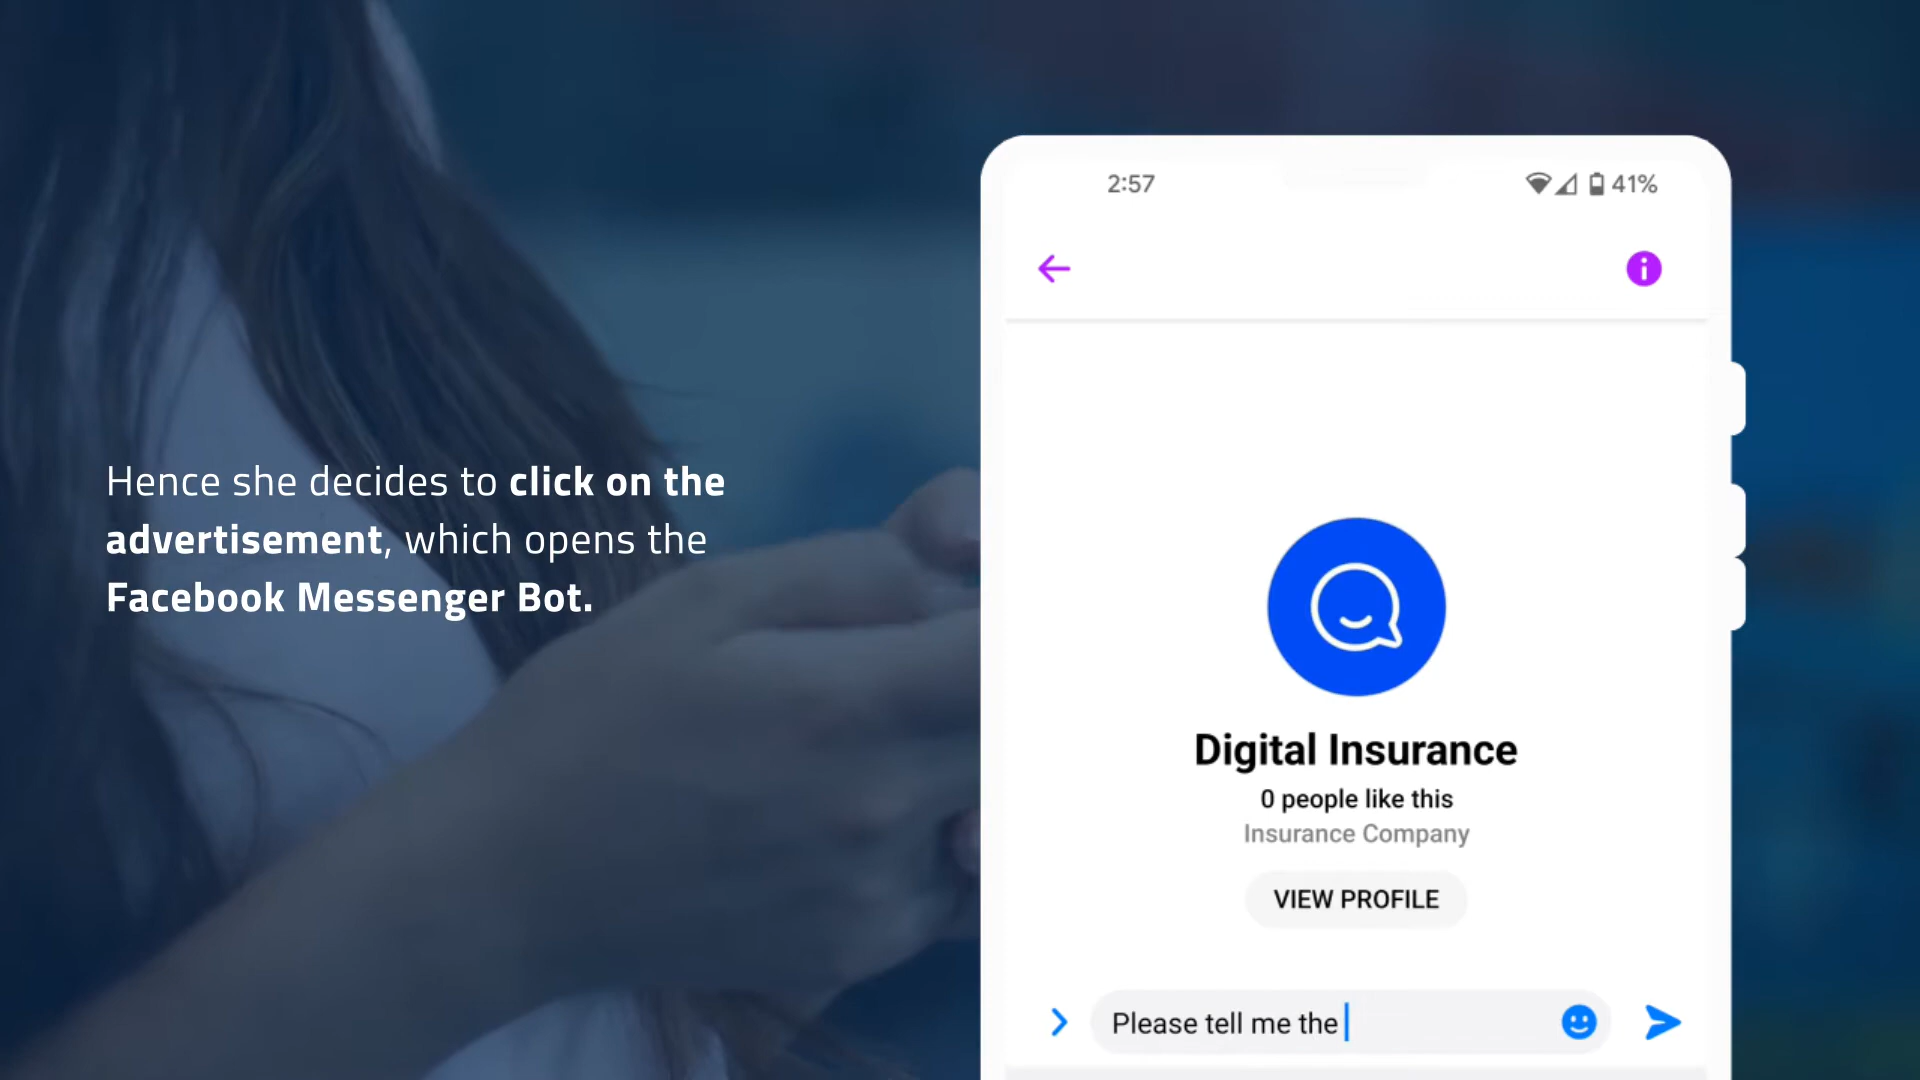 Hence she decides to click on the
advertisement, which opens the
Facebook Messenger Bot.
2:57
41%
Digital Insurance
0 people like this
Insurance Company
VIEW PROFILE
Please tell me the